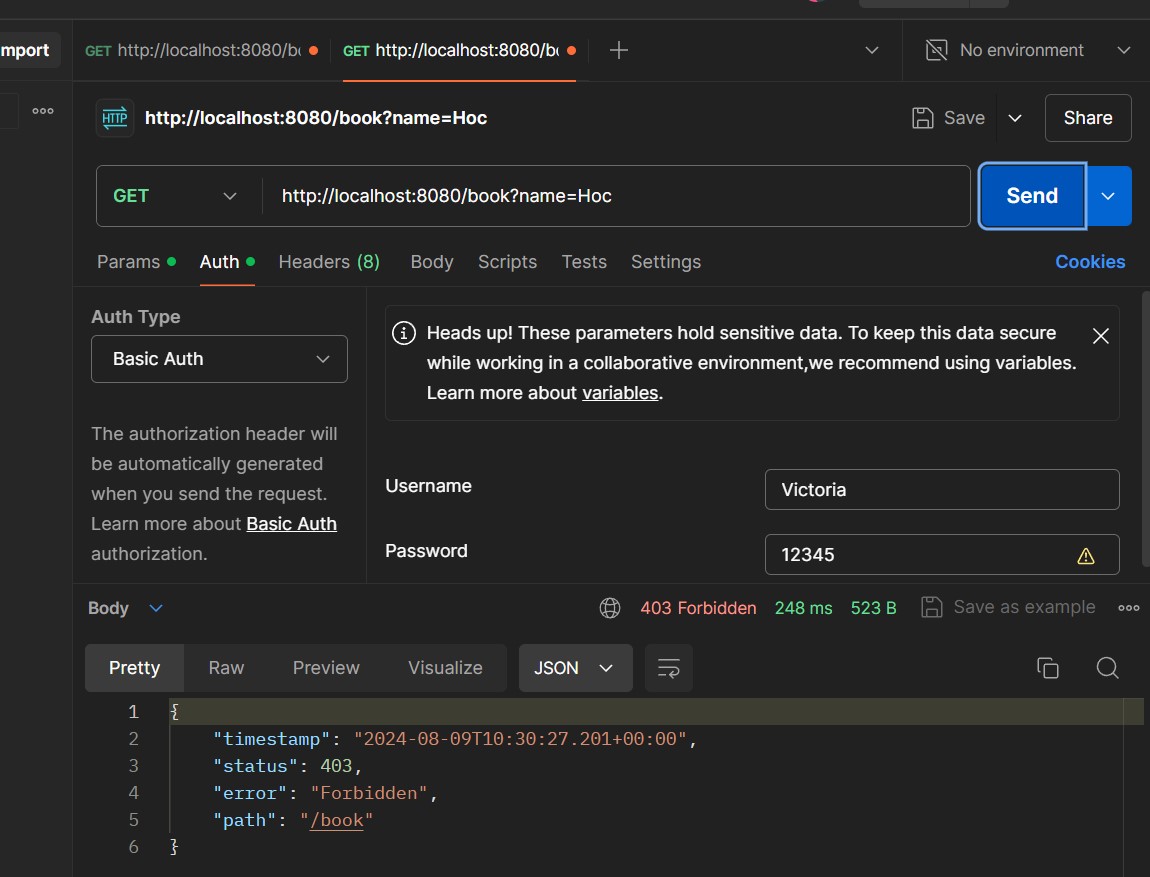 mport
GET http://localhost:8080/b
GET http://localhost:8080/b
No environment
HTTP
http://localhost:8080/book?name=Hoc
Save
Share
GET
http://localhost:8080/book?name=Hoc
Send
Params
Auth
Headers (8)
Body
Scripts
Tests
Settings
Cookies
Auth Type
Basic Auth
The authorization header will
be automatically generated
when you send the request.
Learn more about Basic Auth
authorization.
Heads up! These parameters hold sensitive data. To keep this data secure
while working in a collaborative environment,we recommend using variables.
Learn more about variables.
Username
Victoria
Password
12345
Body
403 Forbidden
248 ms
523 B
Save as example
Pretty
Raw
Preview
Visualize
JSON
1 {
2 "timestamp": "2024-08-09T10:30:27.201+00:00",
3 "status": 403,
4 "error": "Forbidden",
5 "path": "/book"
6 }